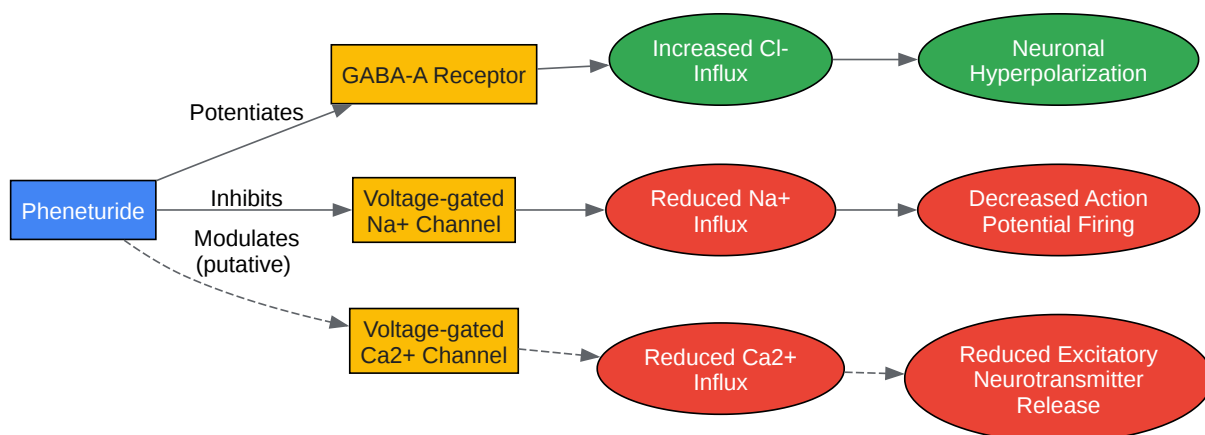 Pheneturide
Potentiates
GABA-A Receptor
Increased Cl-
Influx
Neuronal
Hyperpolarization
Inhibits
Voltage-gated
Na+ Channel
Reduced Na+
Influx
Decreased Action
Potential Firing
Modulates
(putative)
Voltage-gated
Ca2+ Channel
Reduced Ca2+
Influx
Reduced Excitatory
Neurotransmitter
Release